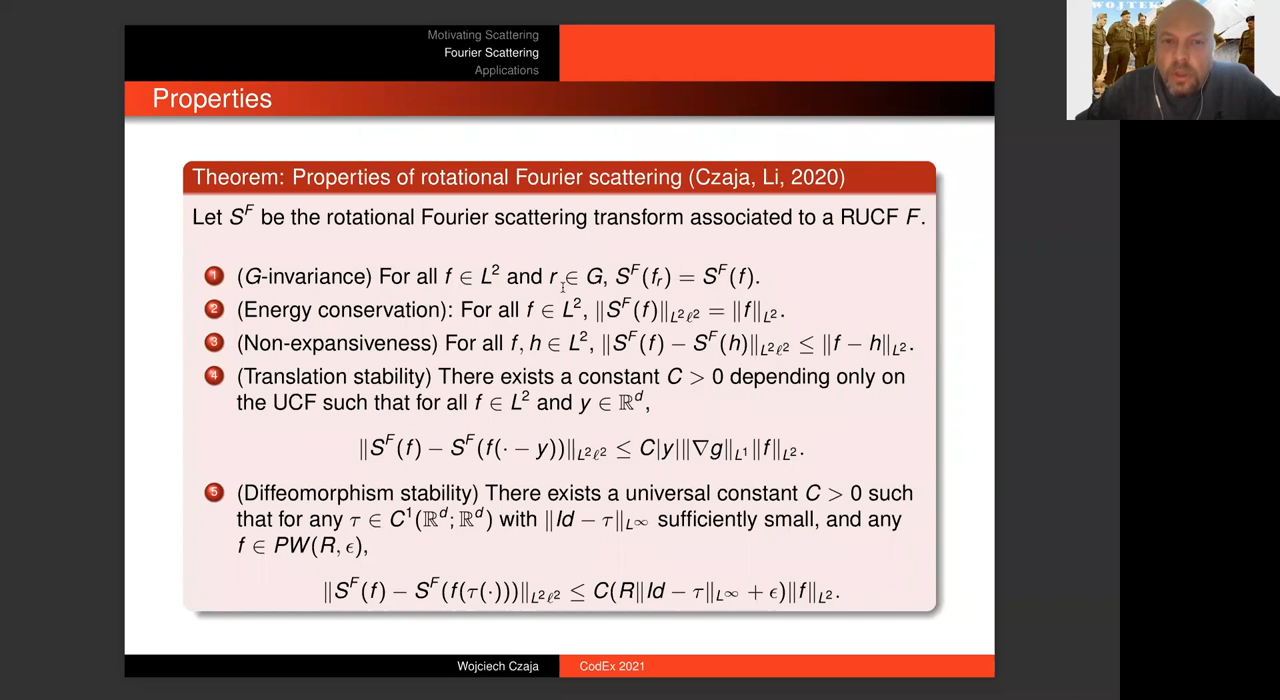 WOJTEK
Motivating Scattering
Fourier Scattering
Applications
Properties
Theorem: Properties of rotational Fourier scattering (Czaja, Li, 2020)
Let S^F be the rotational Fourier scattering transform associated to a RUCF F.
1 (G-invariance) For all f ∈ L² and r ∈ G, S^F(f_r) = S^F(f).
2 (Energy conservation): For all f ∈ L², ‖S^F(f)‖_{L²ℓ²} = ‖f‖_{L²}.
3 (Non-expansiveness) For all f, h ∈ L², ‖S^F(f) − S^F(h)‖_{L²ℓ²} ≤ ‖f − h‖_{L²}.
4 (Translation stability) There exists a constant C > 0 depending only on
the UCF such that for all f ∈ L² and y ∈ ℝ^d,
‖S^F(f) − S^F(f(· − y))‖_{L²ℓ²} ≤ C|y|‖∇g‖_{L¹}‖f‖_{L²}.
5 (Diffeomorphism stability) There exists a universal constant C > 0 such
that for any τ ∈ C¹(ℝ^d; ℝ^d) with ‖Id − τ‖_{L∞} sufficiently small, and any
f ∈ PW(R, ϵ),
‖S^F(f) − S^F(f(τ(·)))‖_{L²ℓ²} ≤ C(R‖Id − τ‖_{L∞} + ϵ)‖f‖_{L²}.
Wojciech Czaja
CodEx 2021